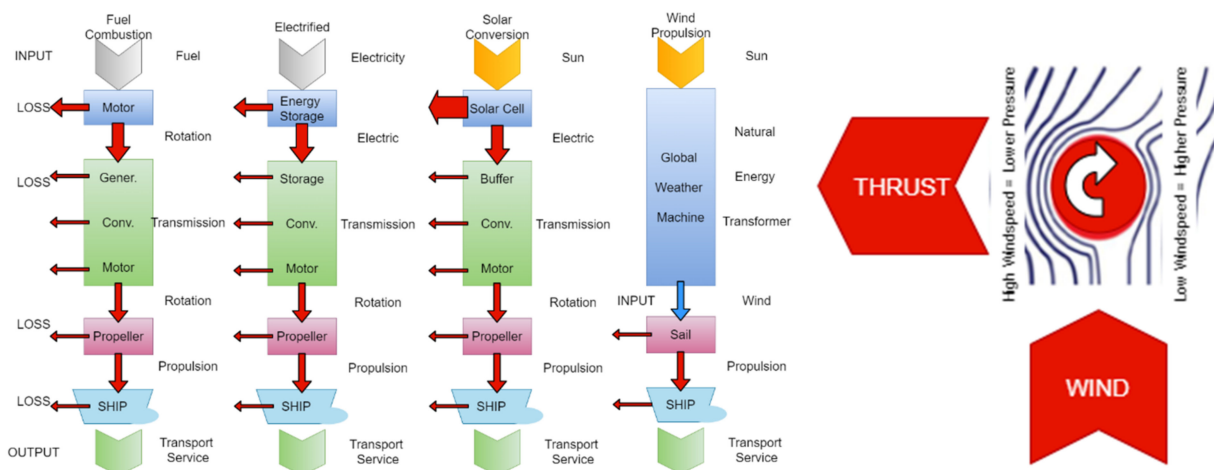 Fuel
Combustion
Electrified
Solar
Conversion
Wind
Propulsion
INPUT
Fuel
Electricity
Sun
Sun
LOSS
Motor
Energy
Storage
Solar Cell
Rotation
Electric
Electric
Natural
LOSS
Gener.
Storage
Buffer
Global
Energy
Conv.
Transmission
Conv.
Transmission
Conv.
Transmission
Weather
Machine
Transformer
Motor
Motor
Motor
Rotation
Rotation
Rotation
INPUT
Wind
LOSS
Propeller
Propeller
Propeller
Sail
Propulsion
Propulsion
Propulsion
Propulsion
LOSS
SHIP
SHIP
SHIP
SHIP
OUTPUT
Transport
Service
Transport
Service
Transport
Service
Transport
Service
THRUST
High Windspeed = Lower Pressure
Low Windspeed = Higher Pressure
WIND